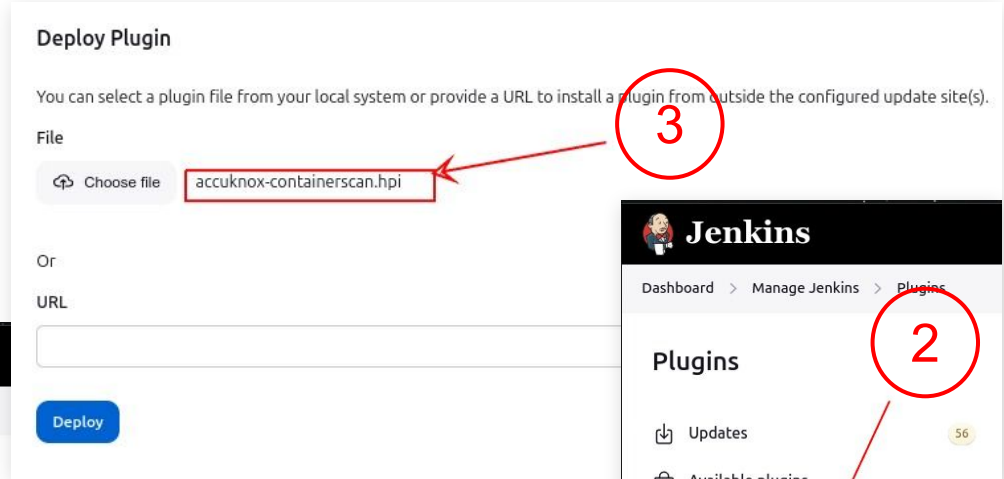 Deploy Plugin
You can select a plugin file from your local system or provide a URL to install a plugin from outside the configured update site(s).
File
Choose file
accuknox-containerscan.hpi
3
Or
URL
Deploy
Jenkins
Dashboard > Manage Jenkins > Plugins
2
Plugins
Updates
56
Available plugins